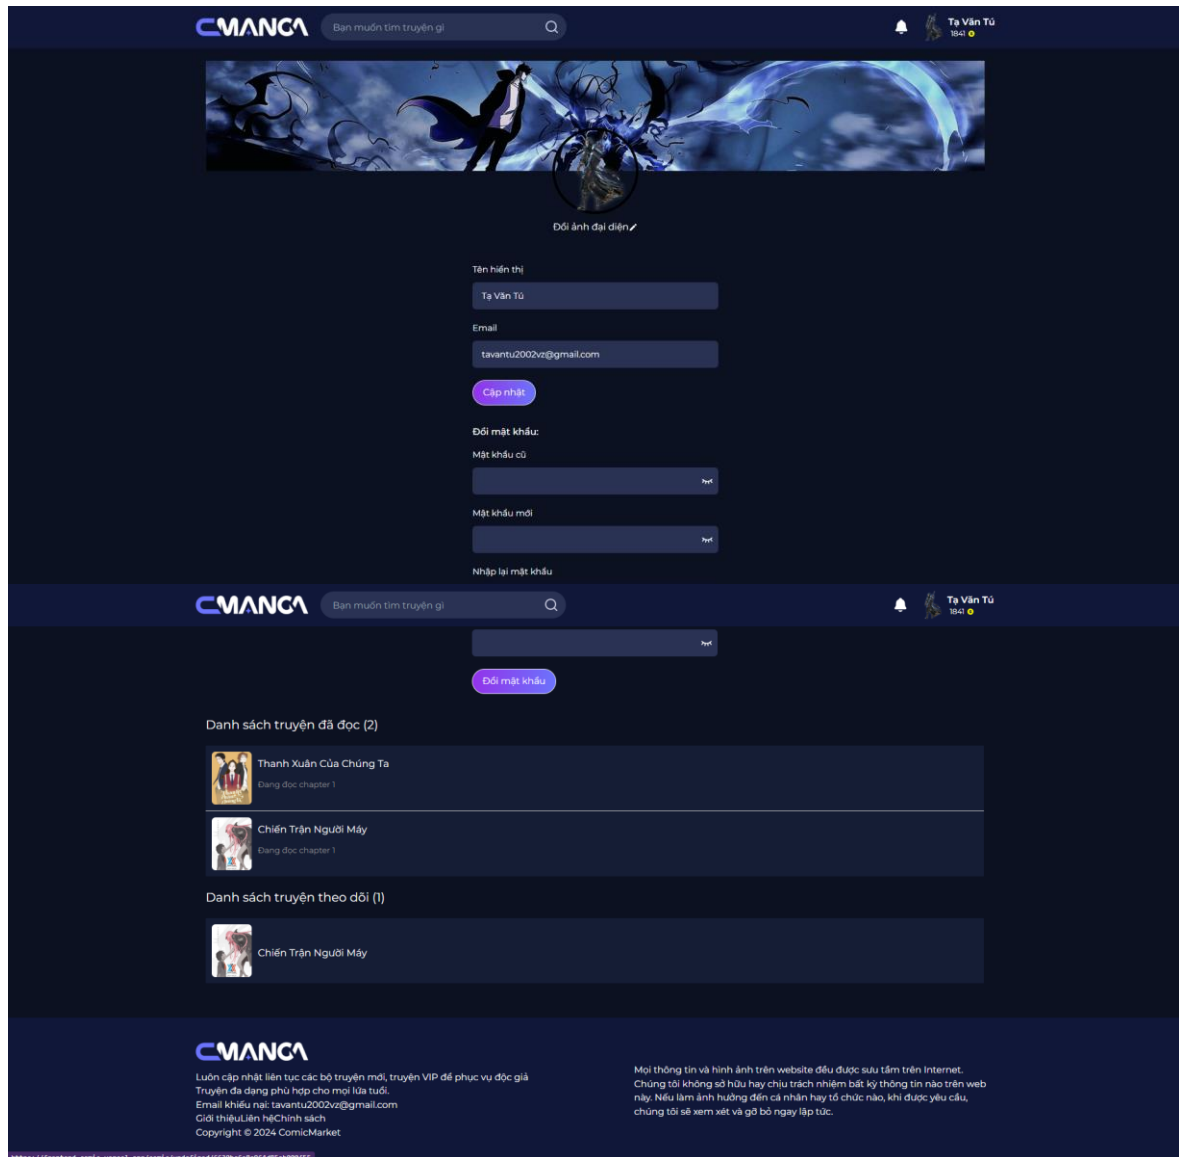 CMANGA
Bạn muốn tìm truyện gì
Tạ Văn Tú
1841
Đổi ảnh đại diện
Tên hiển thị
Tạ Văn Tú
Email
tavantu2002vz@gmail.com
Cập nhật
Đổi mật khẩu:
Mật khẩu cũ
Mật khẩu mới
Nhập lại mật khẩu
CMANGA
Bạn muốn tìm truyện gì
Tạ Văn Tú
1841
Đổi mật khẩu
Danh sách truyện đã đọc (2)
Thanh Xuân Của Chúng Ta
Đang đọc chapter 1
Chiến Trận Người Máy
Đang đọc chapter 1
Danh sách truyện theo dõi (1)
Chiến Trận Người Máy
CMANGA
Luôn cập nhật liên tục các bộ truyện mới, truyện VIP để phục vụ độc giả
Truyện đa dạng phù hợp cho mọi lứa tuổi.
Email khiếu nại: tavantu2002vz@gmail.com
Giới thiệuLiên hệChính sách
Copyright © 2024 ComicMarket
Mọi thông tin và hình ảnh trên website đều được sưu tầm trên Internet.
Chúng tôi không sở hữu hay chịu trách nhiệm bất kỳ thông tin nào trên web
này. Nếu làm ảnh hưởng đến cá nhân hay tổ chức nào, khi được yêu cầu,
chúng tôi sẽ xem xét và gỡ bỏ ngay lập tức.